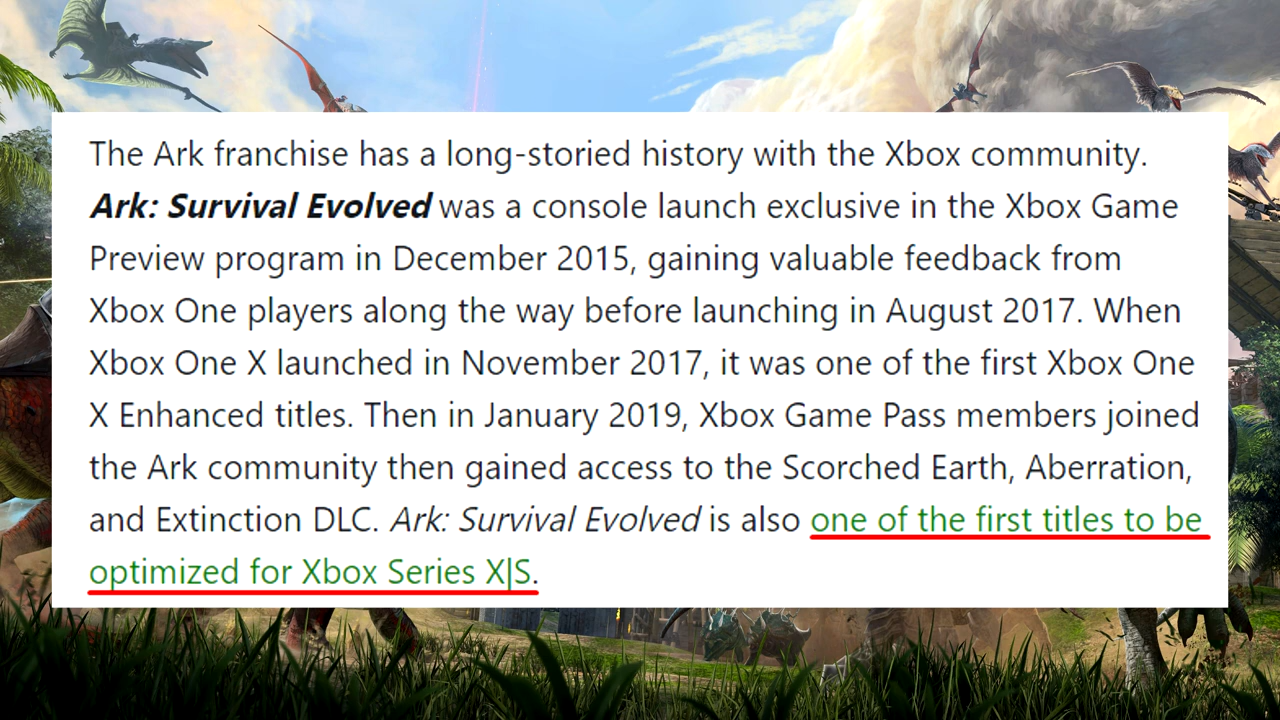 The Ark franchise has a long-storied history with the Xbox community.
Ark: Survival Evolved was a console launch exclusive in the Xbox Game
Preview program in December 2015, gaining valuable feedback from
Xbox One players along the way before launching in August 2017. When
Xbox One X launched in November 2017, it was one of the first Xbox One
X Enhanced titles. Then in January 2019, Xbox Game Pass members joined
the Ark community then gained access to the Scorched Earth, Aberration,
and Extinction DLC. Ark: Survival Evolved is also one of the first titles to be
optimized for Xbox Series X|S.